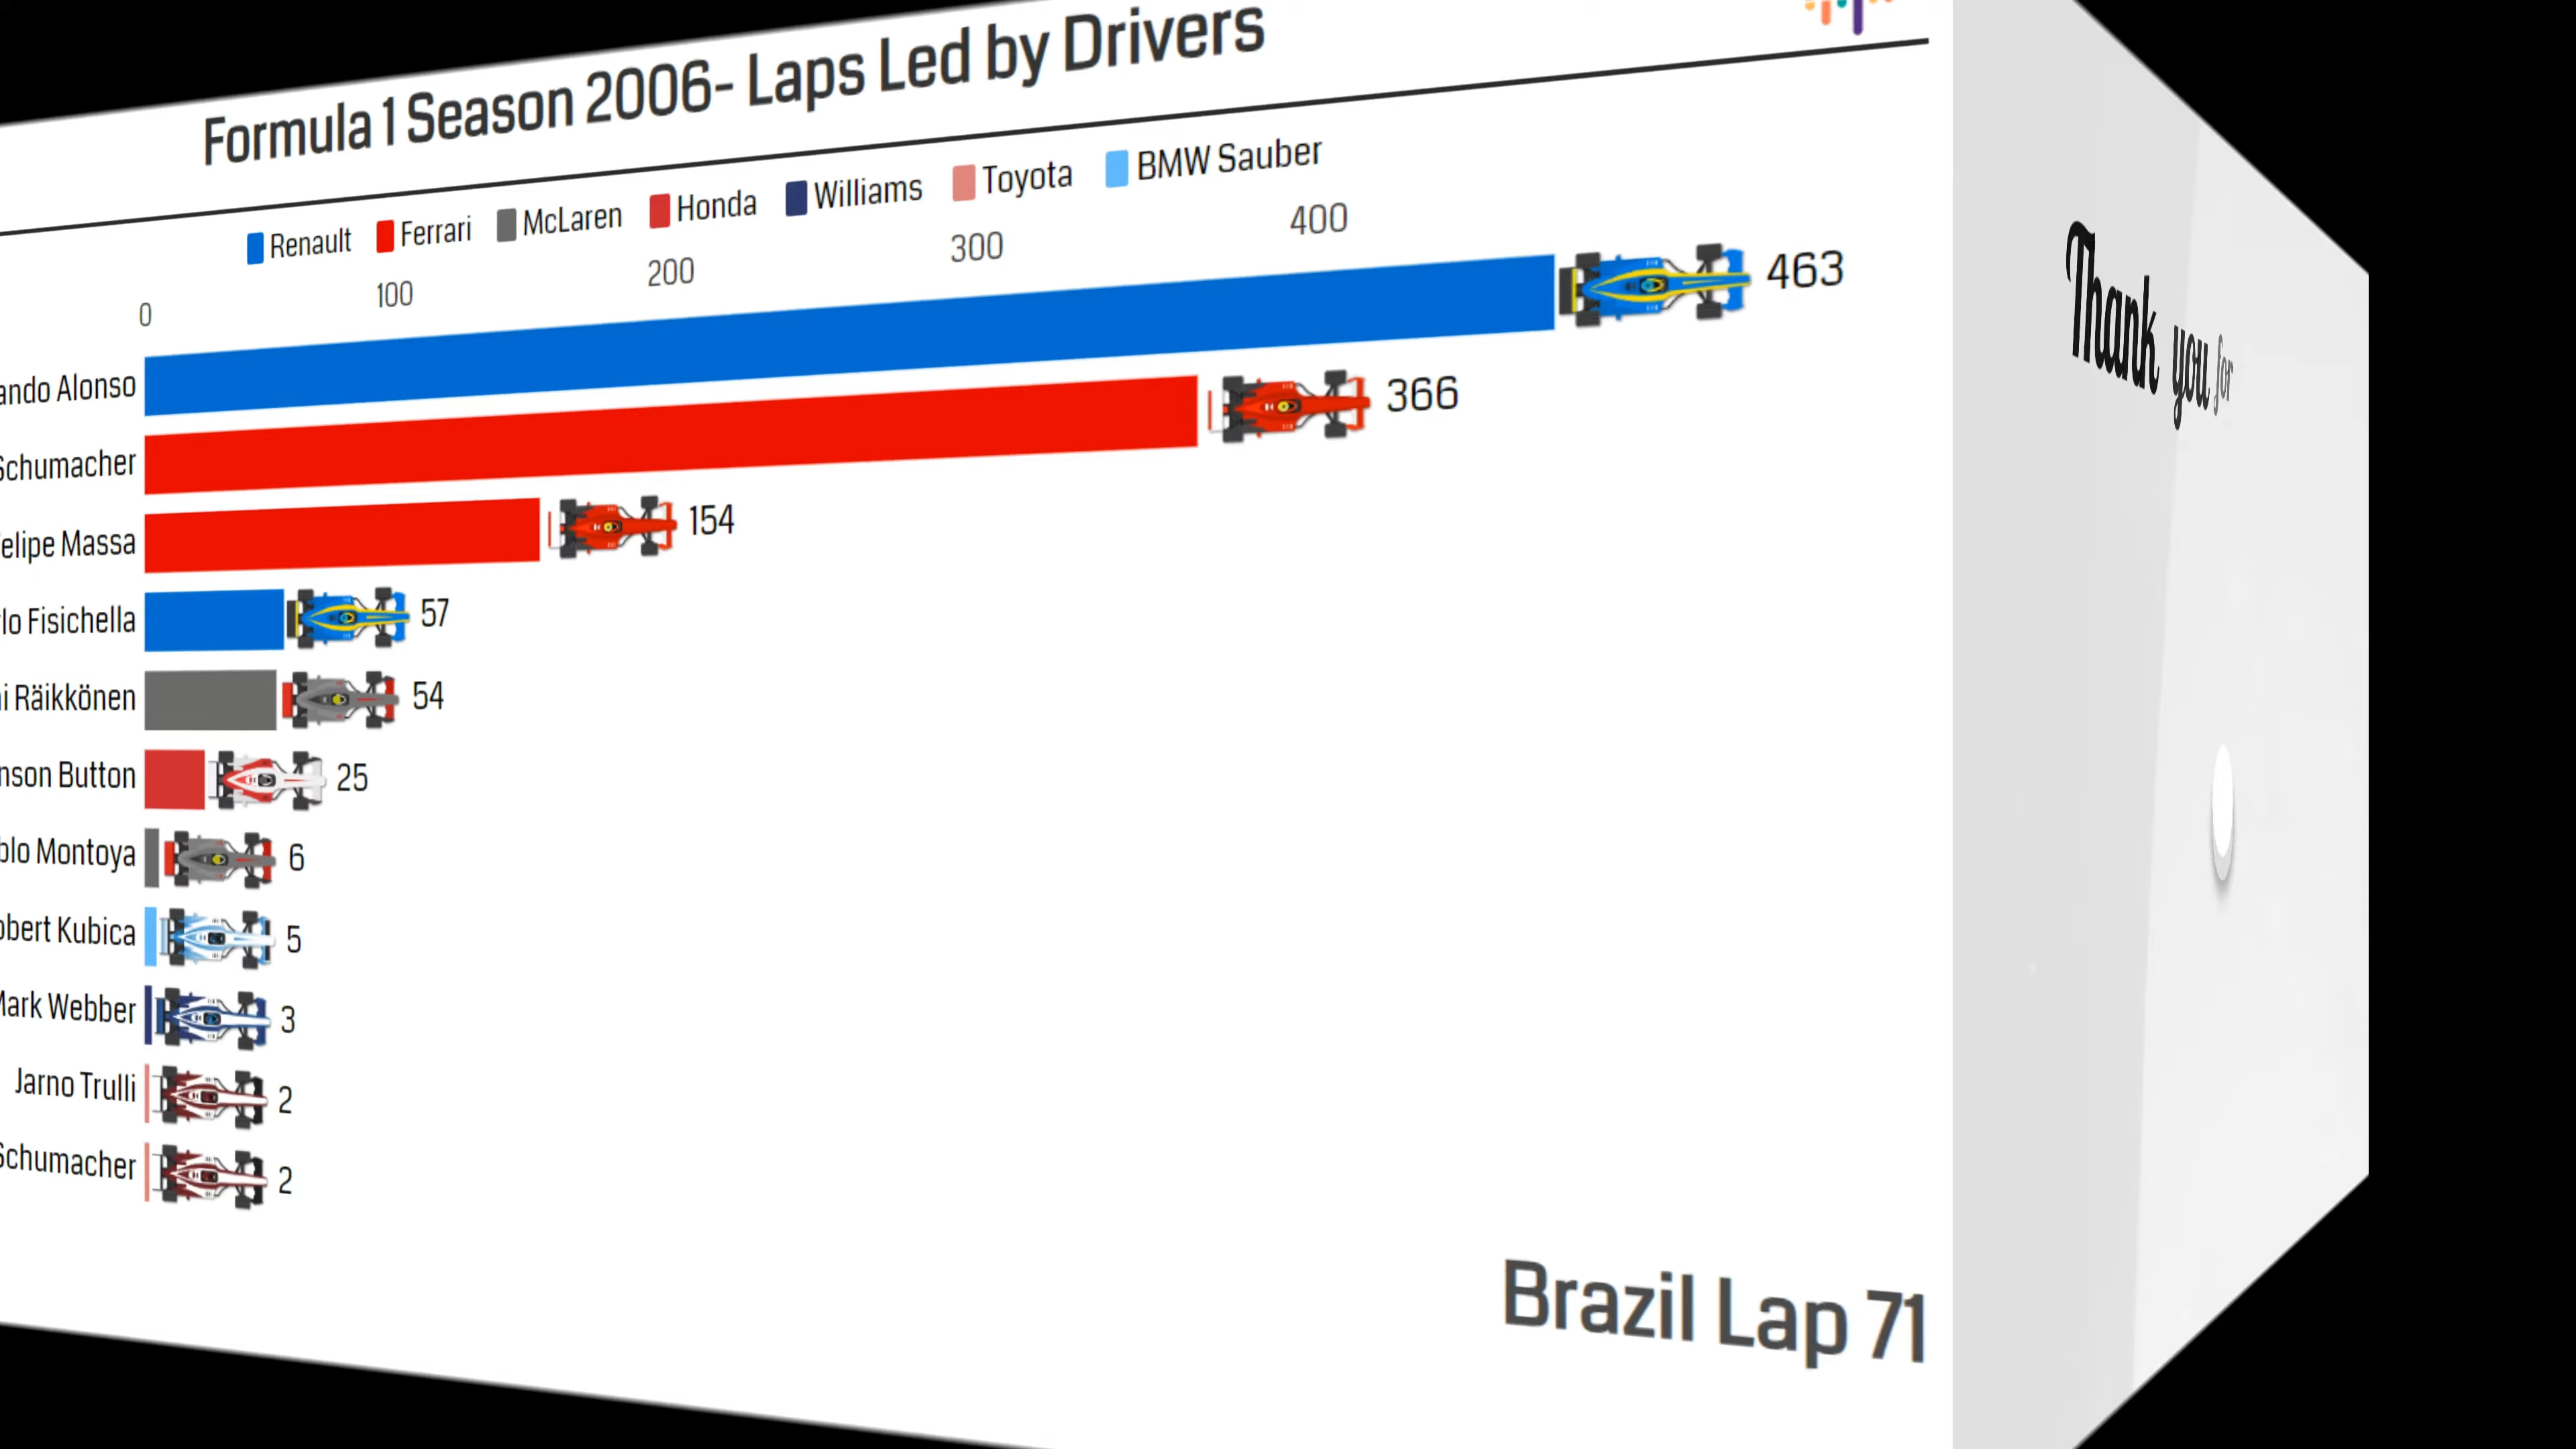 Formula 1 Season 2006- Laps Led by Drivers
Renault Ferrari McLaren Honda Williams Toyota BMW Sauber
0 100 200 300 400
ando Alonso 463
Schumacher 366
elipe Massa 154
lo Fisichella 57
i Räikkönen 54
nson Button 25
blo Montoya 6
obert Kubica 5
Mark Webber 3
Jarno Trulli 2
Schumacher 2
Brazil Lap 71
Thank you for